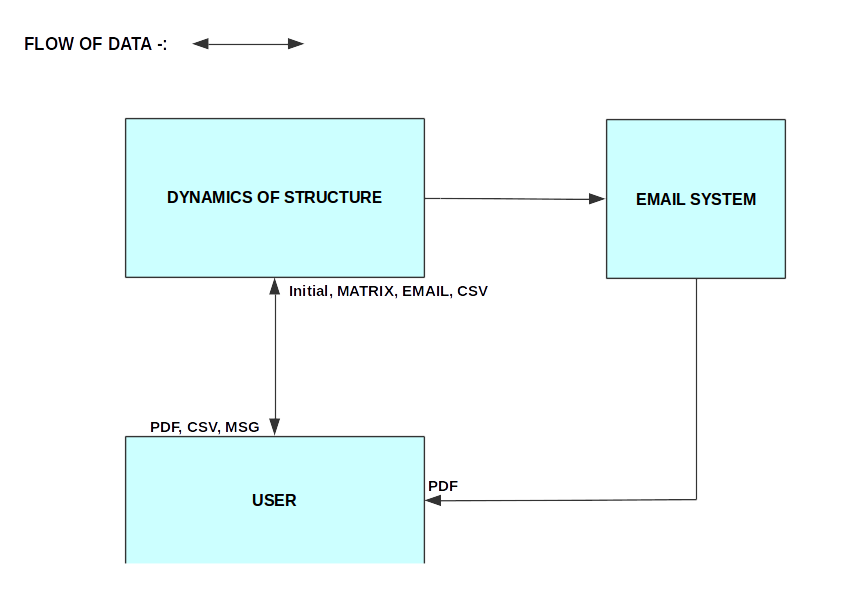 FLOW OF DATA -:
DYNAMICS OF STRUCTURE
EMAIL SYSTEM
Initial, MATRIX, EMAIL, CSV
PDF, CSV, MSG
PDF
USER